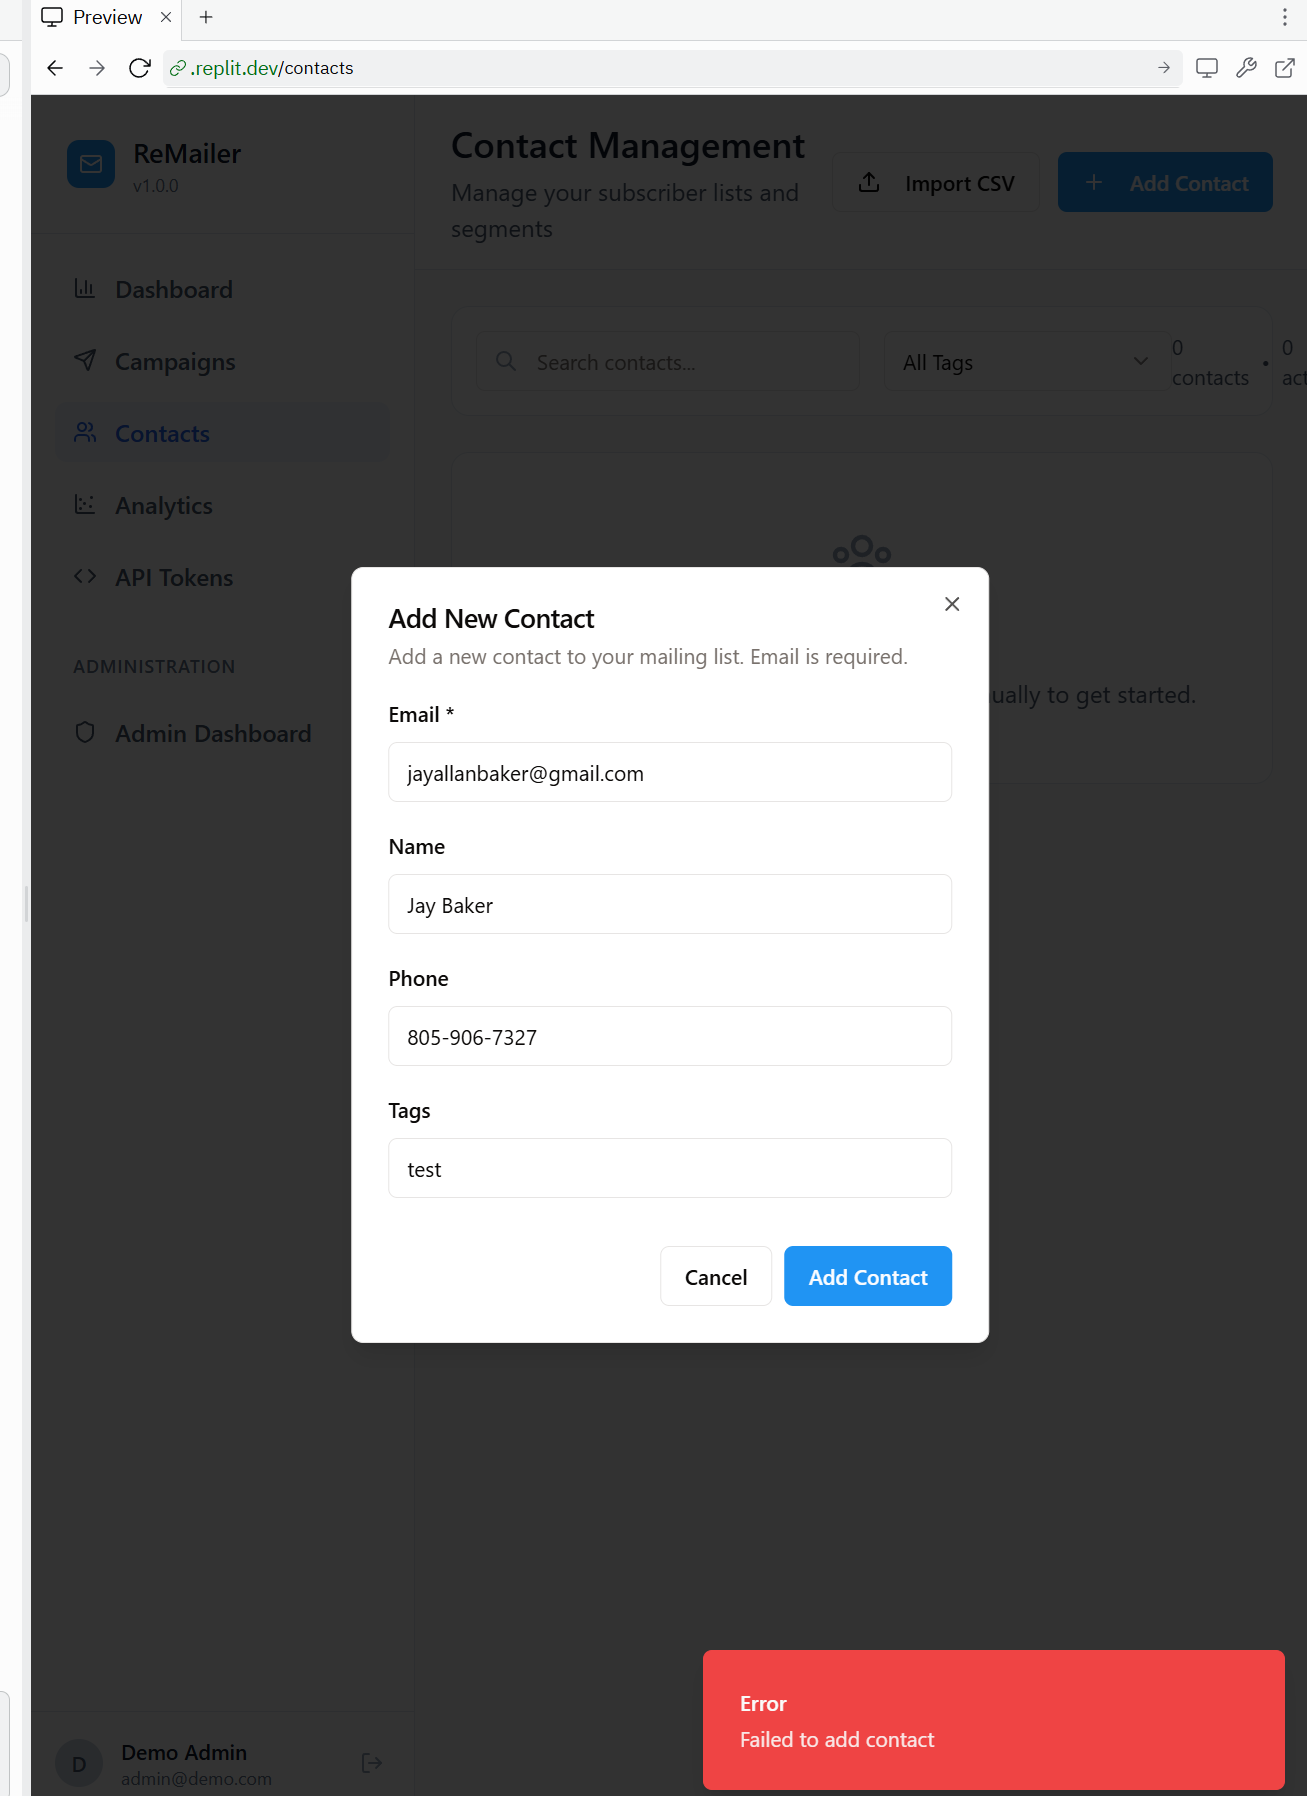 Preview
.replit.dev/contacts
ReMailer
v1.0.0
Dashboard
Campaigns
Contacts
Analytics
API Tokens
ADMINISTRATION
Admin Dashboard
Demo Admin
admin@demo.com
D
Contact Management
Manage your subscriber lists and
segments
Import CSV
Add Contact
Search contacts...
All Tags
0
contacts
•
0
act
ually to get started.
Add New Contact
Add a new contact to your mailing list. Email is required.
Email *
jayallanbaker@gmail.com
Name
Jay Baker
Phone
805-906-7327
Tags
test
Cancel
Add Contact
Error
Failed to add contact